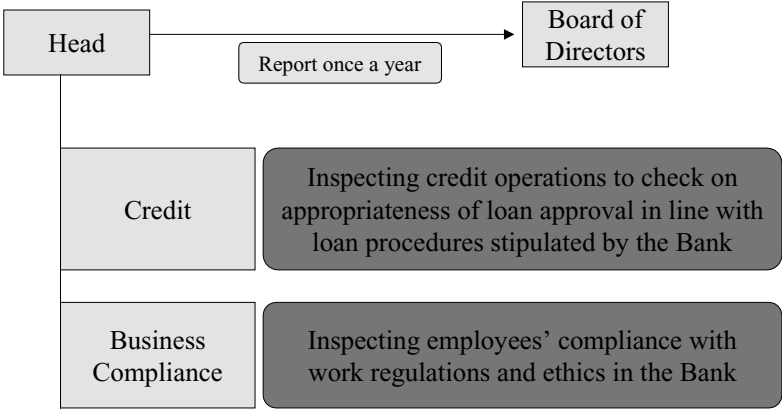 Head
Report once a year
Board of
Directors
Credit
Inspecting credit operations to check on
appropriateness of loan approval in line with
loan procedures stipulated by the Bank
Business
Compliance
Inspecting employees’ compliance with
work regulations and ethics in the Bank